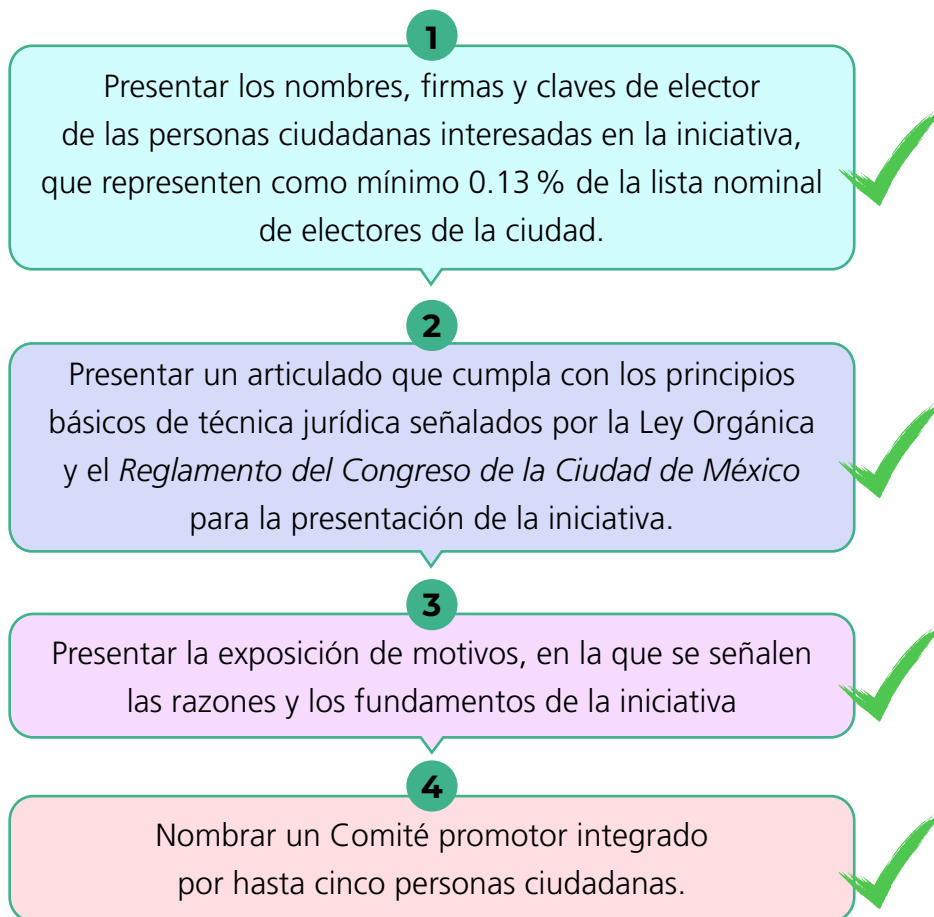 1
Presentar los nombres, firmas y claves de elector
de las personas ciudadanas interesadas en la iniciativa,
que representen como mínimo 0.13 % de la lista nominal
de electores de la ciudad.
2
Presentar un articulado que cumpla con los principios
básicos de técnica jurídica señalados por la Ley Orgánica
y el Reglamento del Congreso de la Ciudad de México
para la presentación de la iniciativa.
3
Presentar la exposición de motivos, en la que se señalen
las razones y los fundamentos de la iniciativa
4
Nombrar un Comité promotor integrado
por hasta cinco personas ciudadanas.